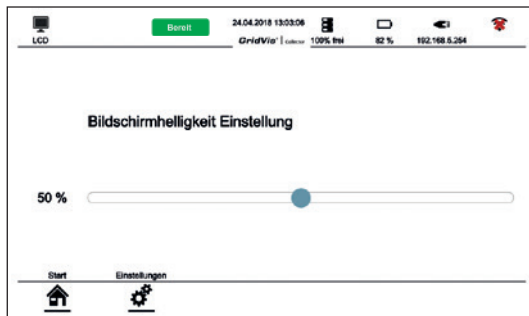 LCD
Bereit
24.04.2018 13:03:06
GridVis® | Collector
100% frei
82 %
192.168.5.254
Bildschirmhelligkeit Einstellung
50 %
Start
Einstellungen